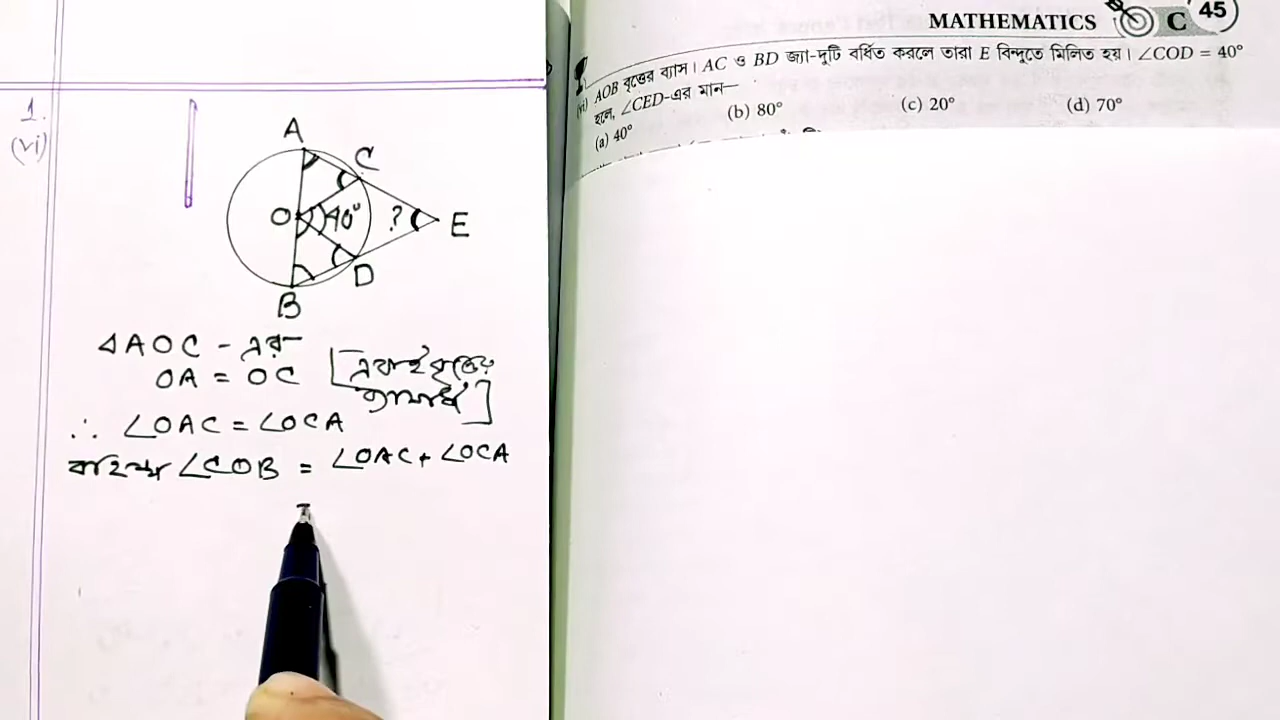 1.
(vi)
A
C
O 40° ? E
D
B
ΔAOC - এর
OA = OC [একই বৃত্তের
ব্যাসার্ধ]
∴ ∠OAC = ∠OCA
বহিঃস্থ ∠COB = ∠OAC + ∠OCA
=
MATHEMATICS C 45
(vi) AOB বৃত্তের ব্যাস। AC ও BD জ্যা-দুটি বর্ধিত করলে তারা E বিন্দুতে মিলিত হয়। ∠COD = 40°
হলে, ∠CED-এর মান—
(a) 40° (b) 80° (c) 20° (d) 70°